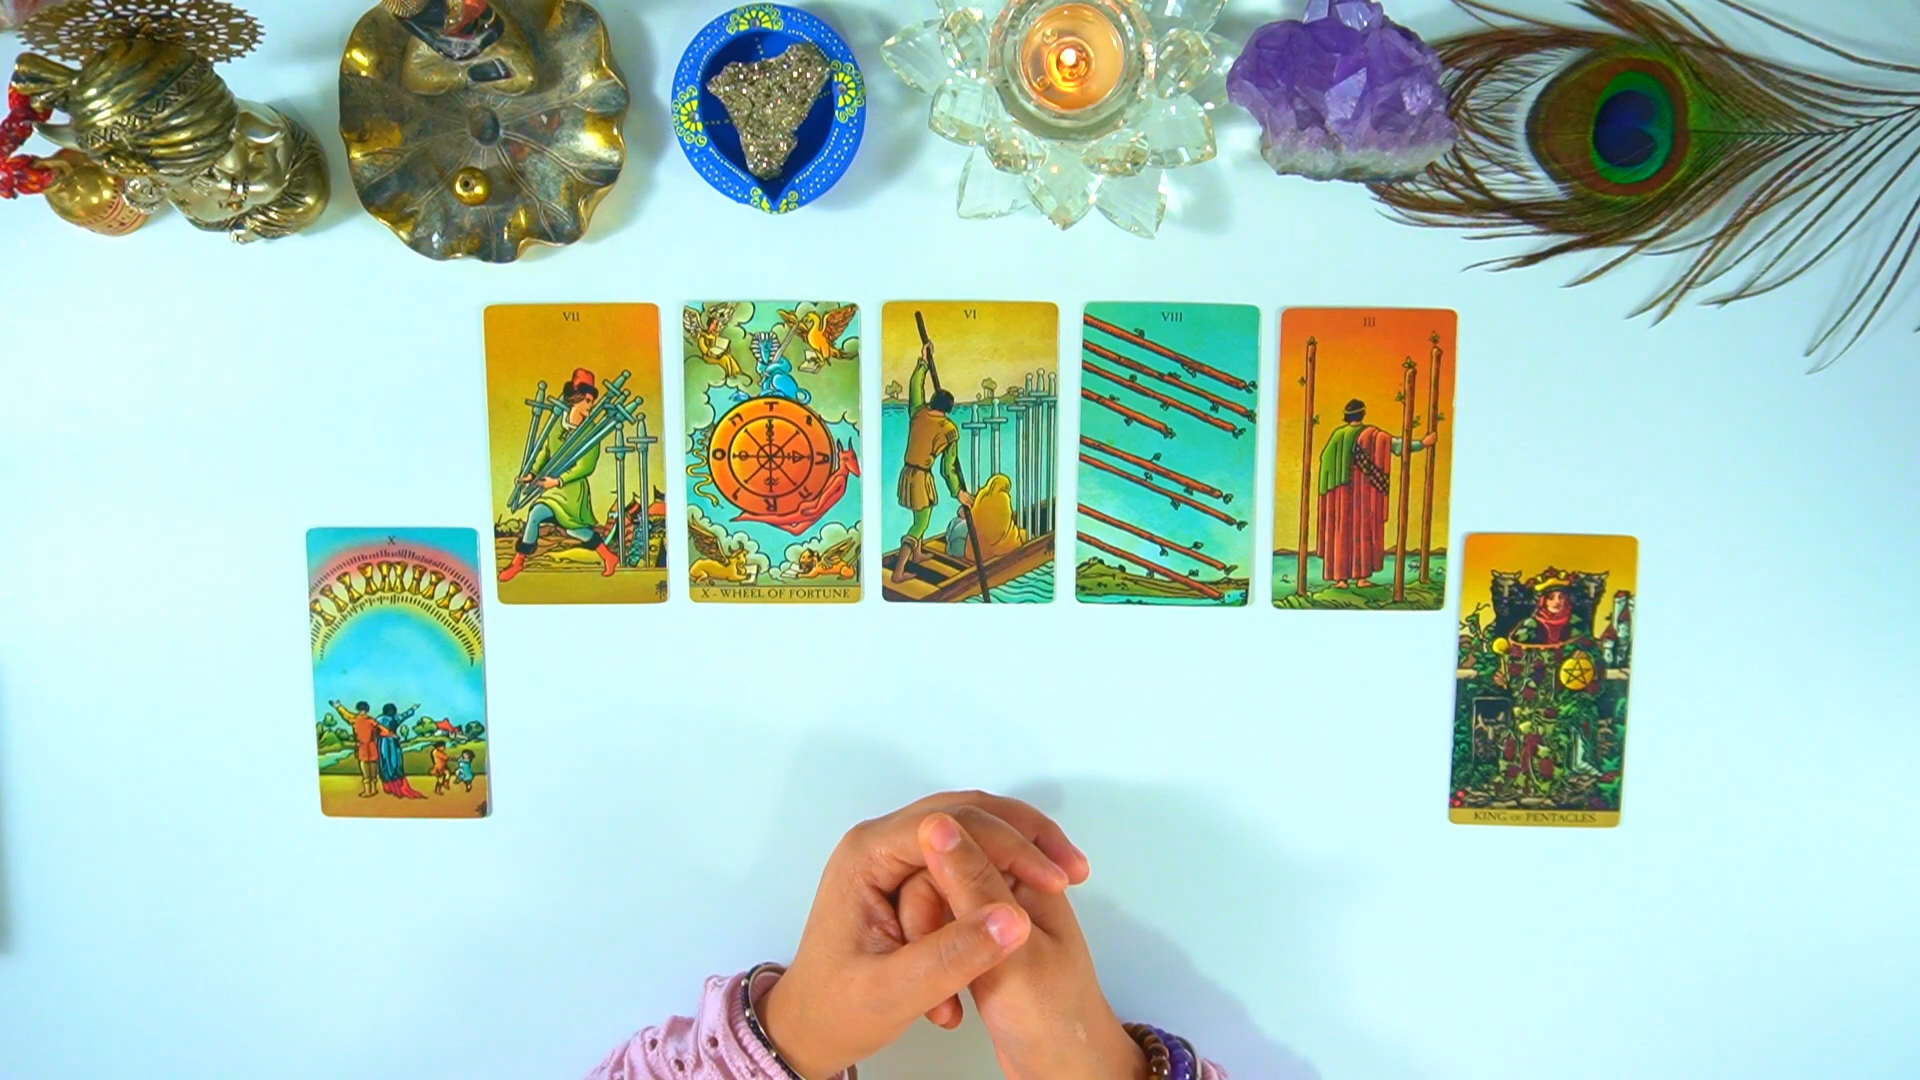 VII
VI
VIII
III
X - WHEEL OF FORTUNE
X
KING OF PENTACLES